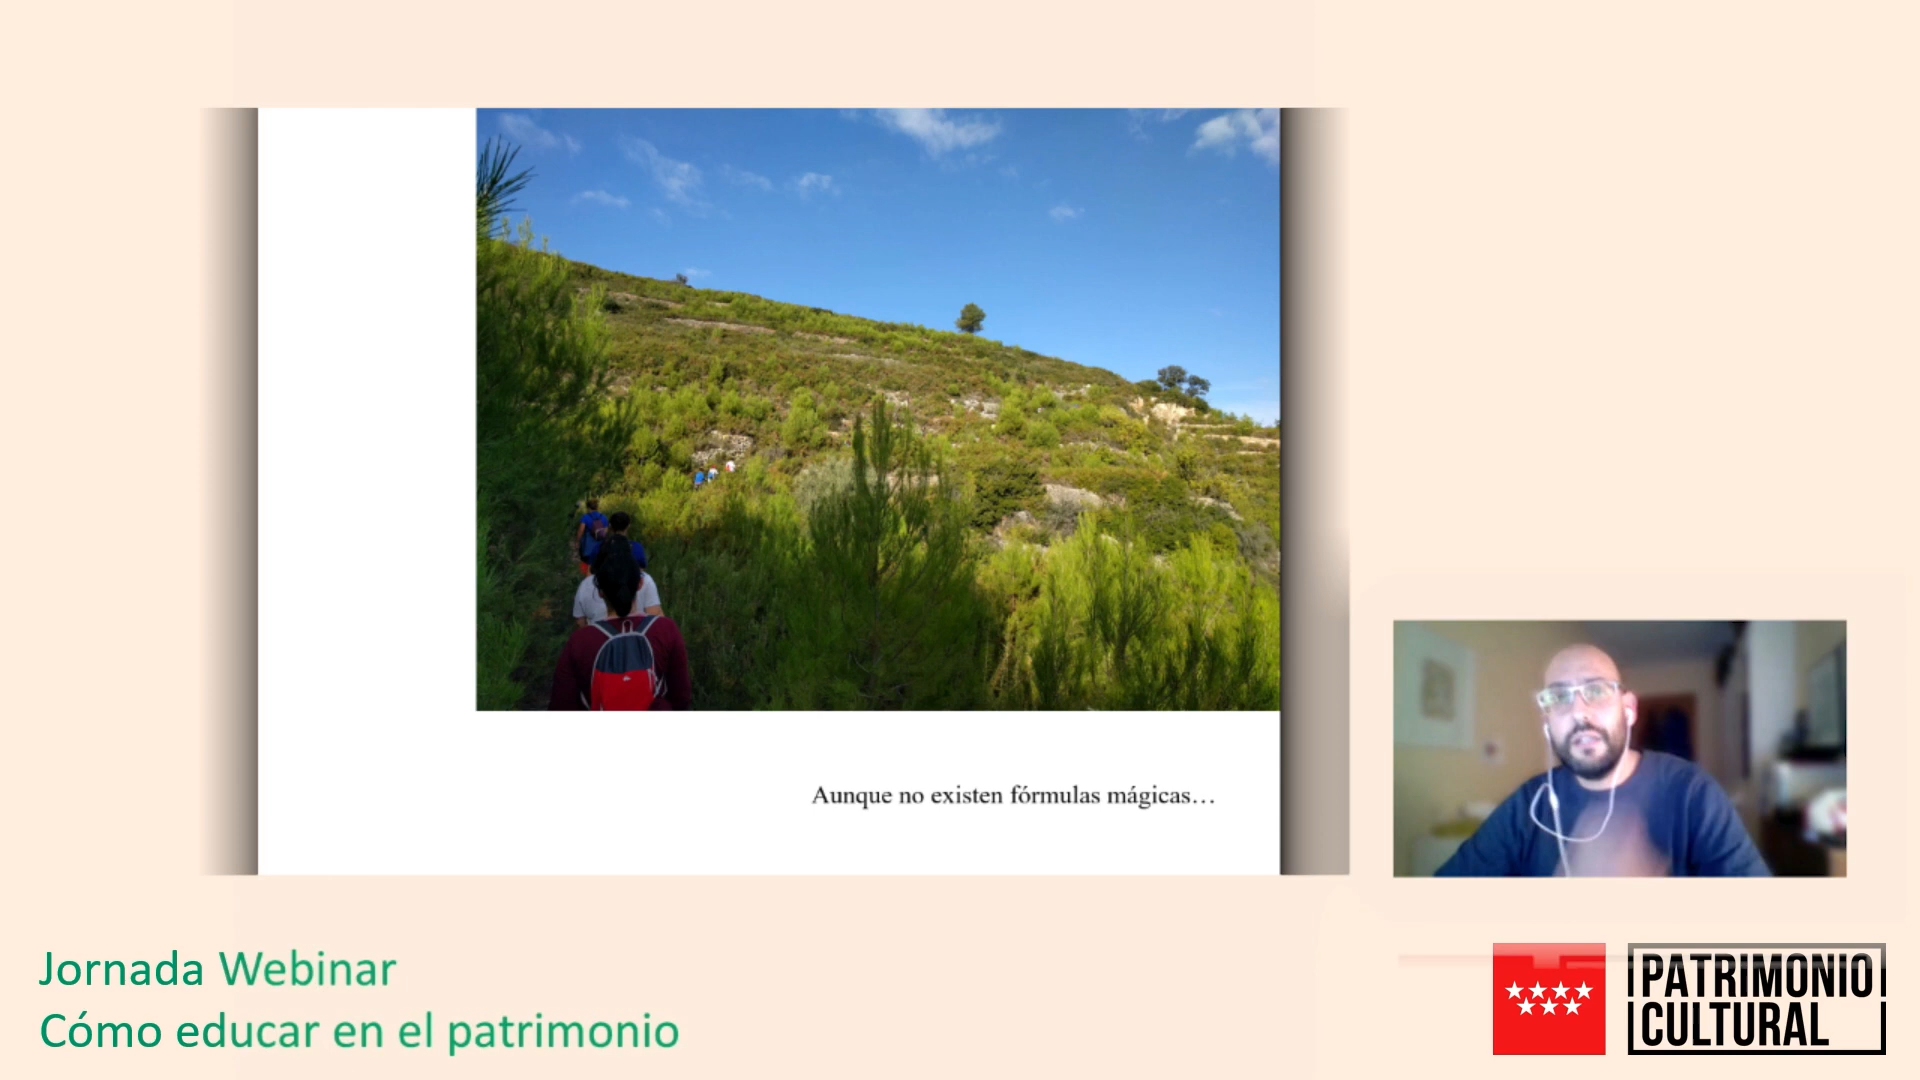 Aunque no existen fórmulas mágicas…
Jornada Webinar
Cómo educar en el patrimonio
PATRIMONIO
CULTURAL